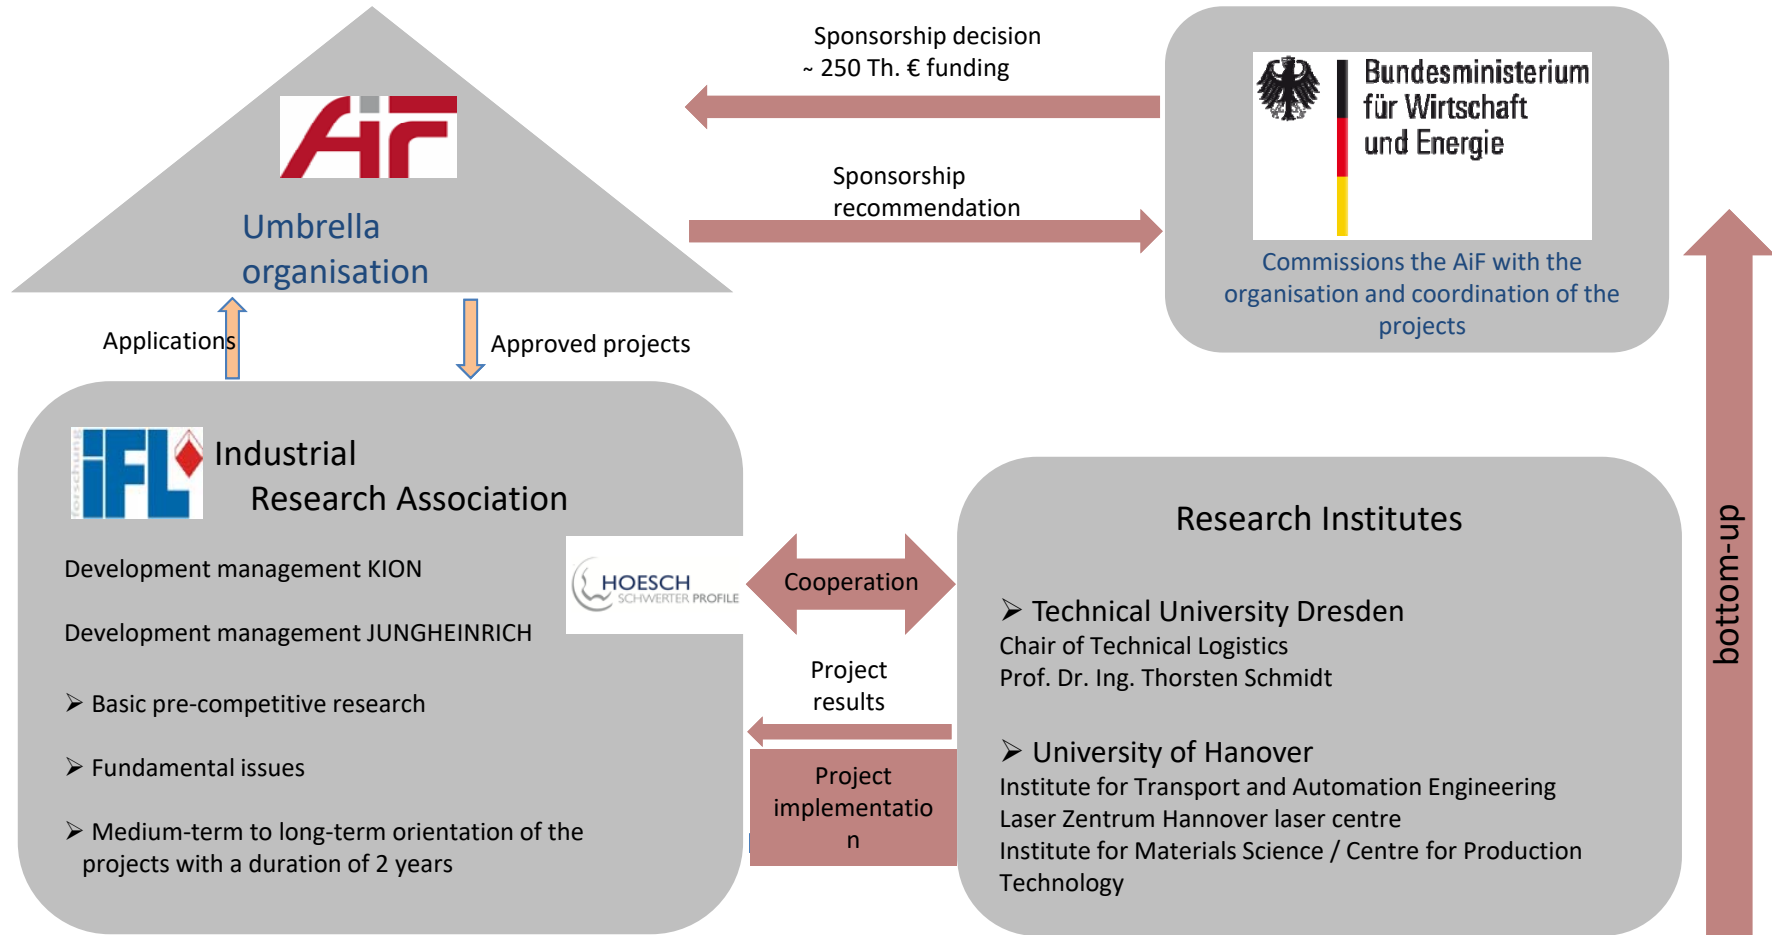 Sponsorship decision
~ 250 Th. € funding
AiF
Bundesministerium
für Wirtschaft
und Energie
Sponsorship
recommendation
Umbrella
organisation
Commissions the AiF with the
organisation and coordination of the
projects
Applications
Approved projects
forschung
iFL
Industrial
Research Association
Development management KION
Development management JUNGHEINRICH
➢ Basic pre-competitive research
➢ Fundamental issues
➢ Medium-term to long-term orientation of the
projects with a duration of 2 years
HOESCH
SCHWERTER PROFILE
Cooperation
Project
results
Project
implementatio
n
Research Institutes
➢ Technical University Dresden
Chair of Technical Logistics
Prof. Dr. Ing. Thorsten Schmidt
➢ University of Hanover
Institute for Transport and Automation Engineering
Laser Zentrum Hannover laser centre
Institute for Materials Science / Centre for Production
Technology
bottom-up